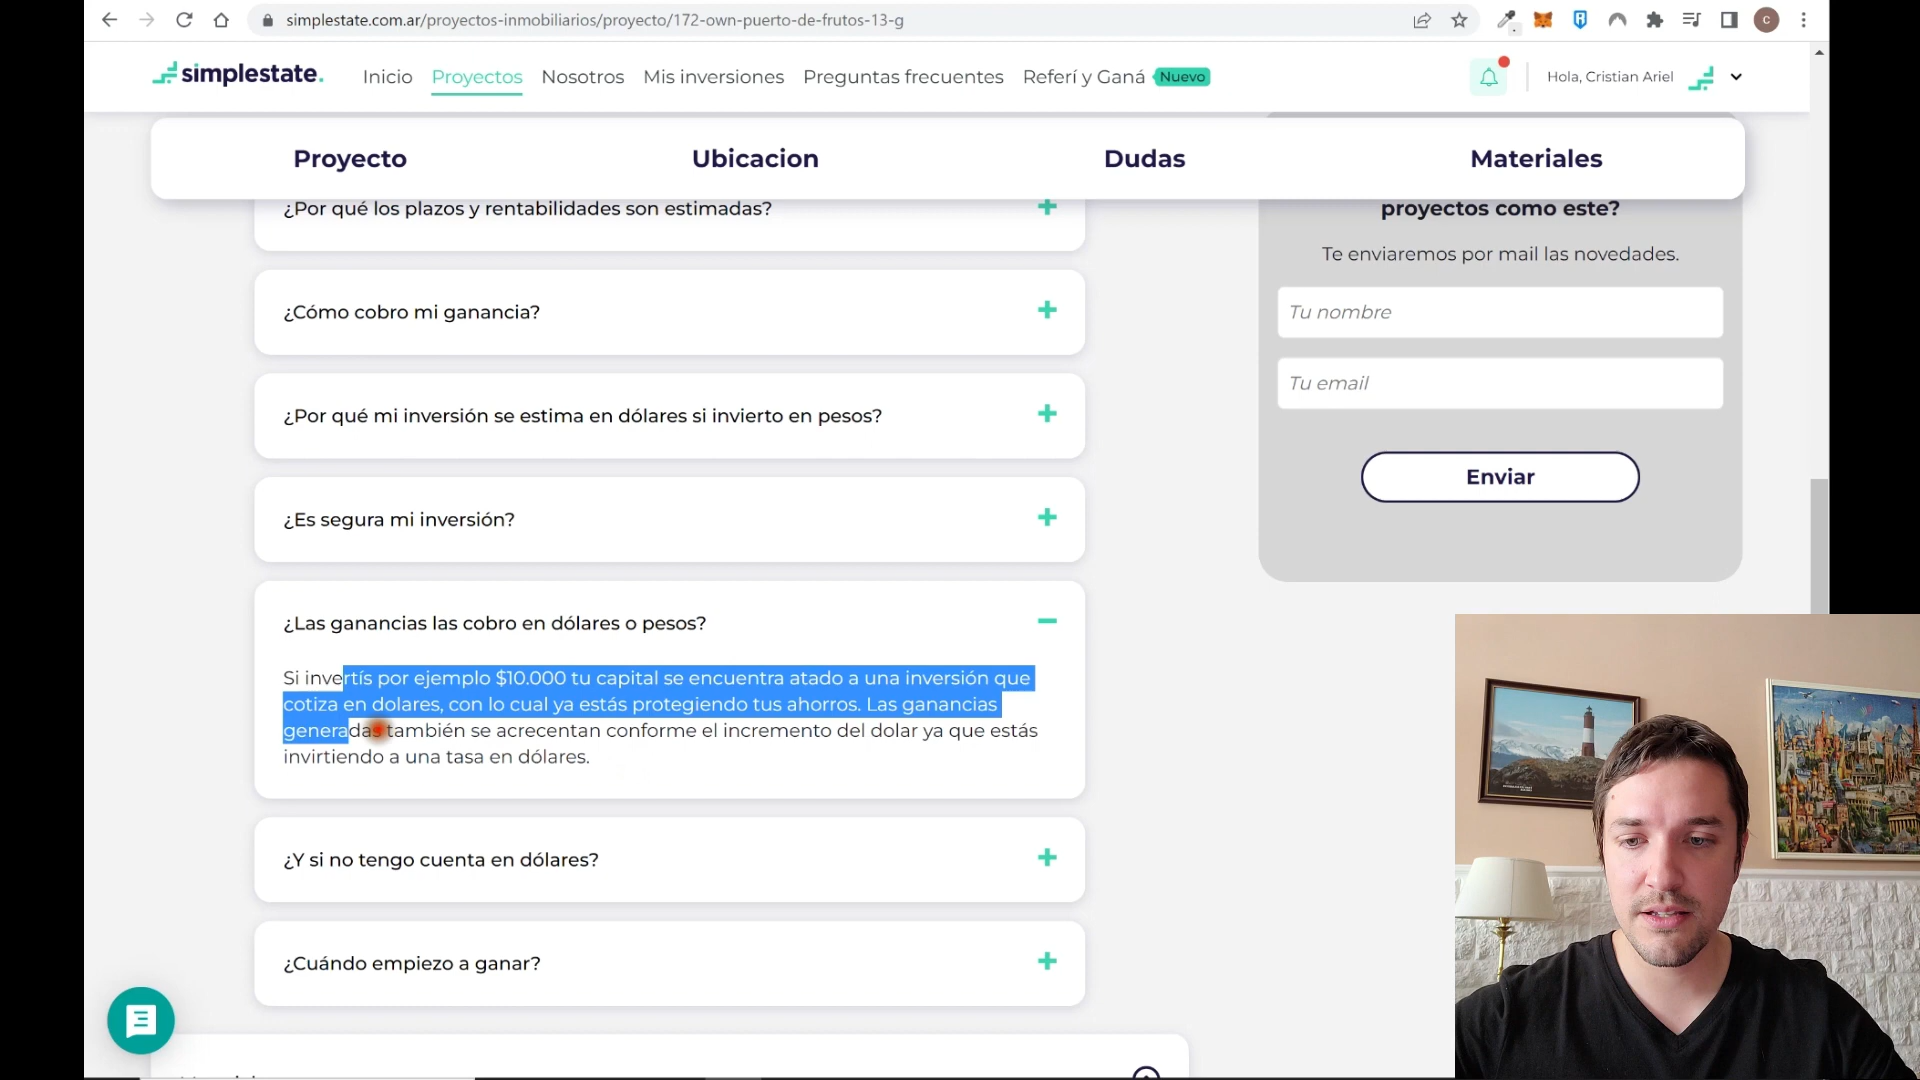 simplestate.com.ar/proyectos-inmobiliarios/proyecto/172-own-puerto-de-frutos-13-g
C
simplestate.
Inicio
Proyectos
Nosotros
Mis inversiones
Preguntas frecuentes
Referí y Ganá
Nuevo
Hola, Cristian Ariel
Proyecto
Ubicacion
Dudas
Materiales
¿Por qué los plazos y rentabilidades son estimadas?
¿Cómo cobro mi ganancia?
¿Por qué mi inversión se estima en dólares si invierto en pesos?
¿Es segura mi inversión?
¿Las ganancias las cobro en dólares o pesos?
Si invertís por ejemplo $10.000 tu capital se encuentra atado a una inversión que
cotiza en dolares, con lo cual ya estás protegiendo tus ahorros. Las ganancias
generadas también se acrecentan conforme el incremento del dolar ya que estás
invirtiendo a una tasa en dólares.
¿Y si no tengo cuenta en dólares?
¿Cuándo empiezo a ganar?
proyectos como este?
Te enviaremos por mail las novedades.
Tu nombre
Tu email
Enviar